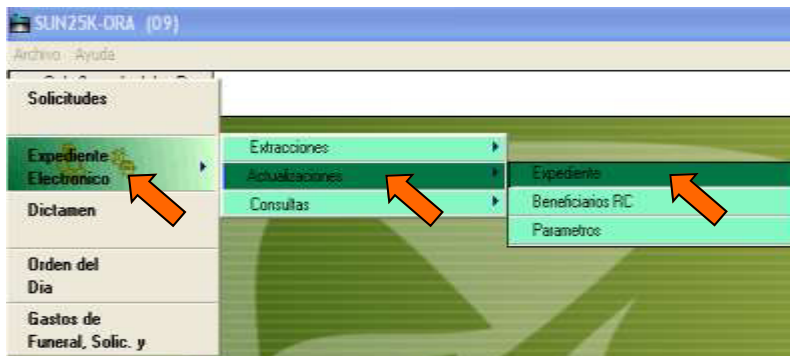 SUN25K-ORA (09)
Archivo Ayuda
Solicitudes
Expediente
Electronico
Dictamen
Orden del
Dia
Gastos de
Funeral, Solic. y
Extracciones
Actualizaciones
Consultas
Expediente
Beneficiarios RC
Parametros